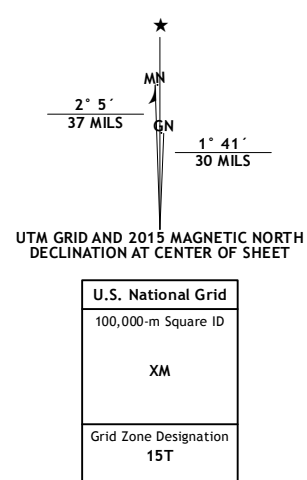 ★
MN
2° 5´
37 MILS
GN
1° 41´
30 MILS
UTM GRID AND 2015 MAGNETIC NORTH
DECLINATION AT CENTER OF SHEET
U.S. National Grid
100,000-m Square ID
XM
Grid Zone Designation
15T